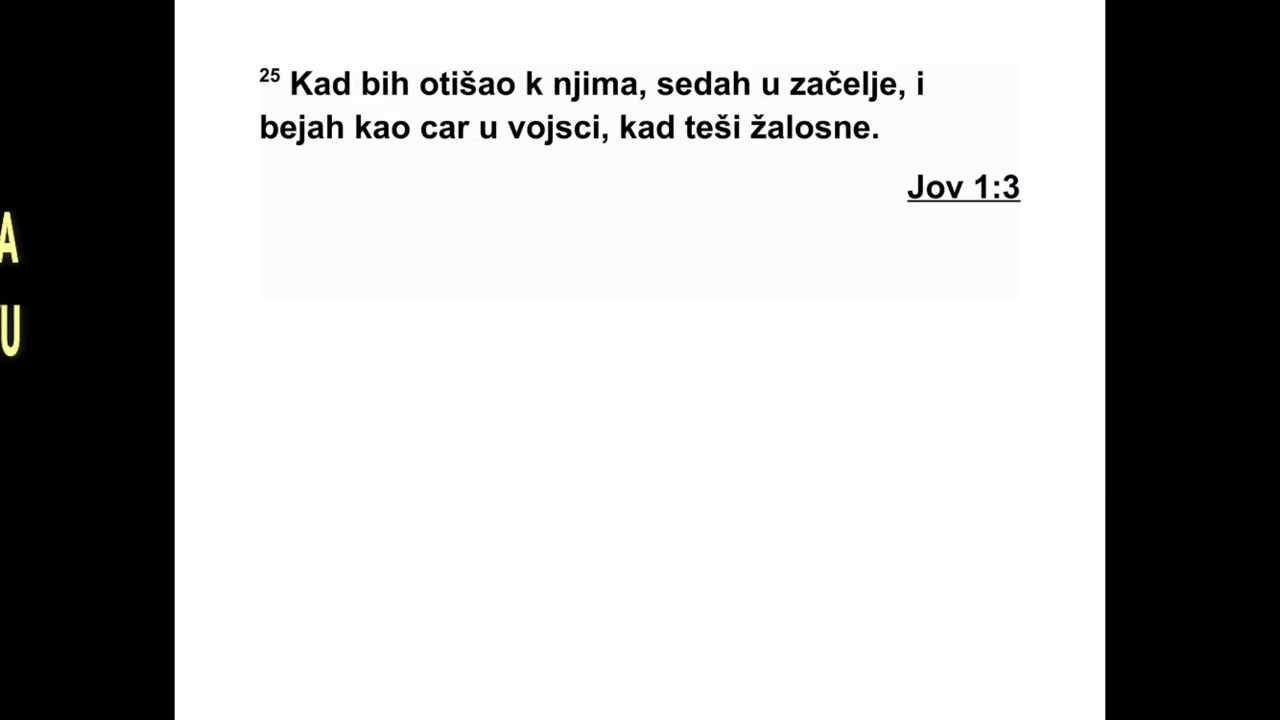 25 Kad bih otišao k njima, sedah u začelje, i
bejah kao car u vojsci, kad teši žalosne.
Jov 1:3
A
U